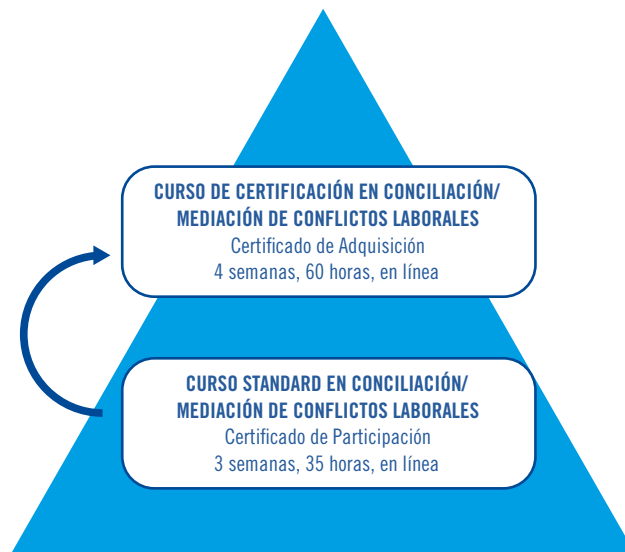 CURSO DE CERTIFICACIÓN EN CONCILIACIÓN/
MEDIACIÓN DE CONFLICTOS LABORALES
Certificado de Adquisición
4 semanas, 60 horas, en línea
CURSO STANDARD EN CONCILIACIÓN/
MEDIACIÓN DE CONFLICTOS LABORALES
Certificado de Participación
3 semanas, 35 horas, en línea